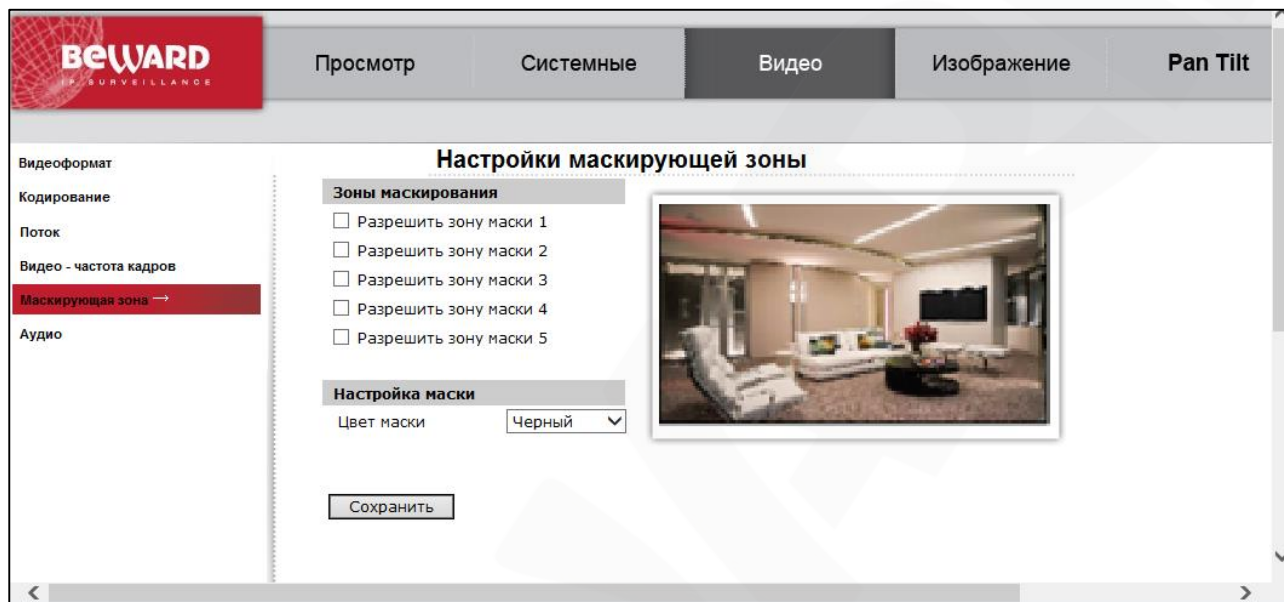 BEWARD
IP SURVEILLANCE
Просмотр
Системные
Видео
Изображение
Pan Tilt
Видеоформат
Кодирование
Поток
Видео - частота кадров
Маскирующая зона →
Аудио
Настройки маскирующей зоны
Зоны маскирования
Разрешить зону маски 1
Разрешить зону маски 2
Разрешить зону маски 3
Разрешить зону маски 4
Разрешить зону маски 5
Настройка маски
Цвет маски Черный
Сохранить